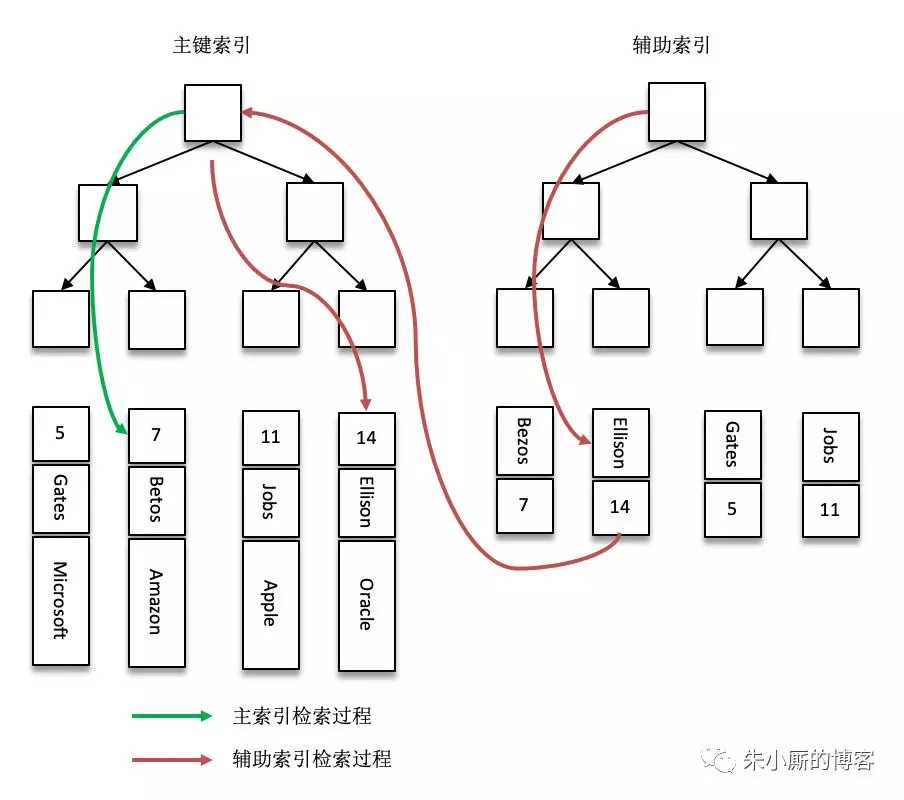 主键索引
辅助索引
5
Gates
Microsoft
7
Betos
Amazon
11
Jobs
Apple
14
Ellison
Oracle
Bezos
7
Ellison
14
Gates
5
Jobs
11
主索引检索过程
辅助索引检索过程
朱小厮的博客